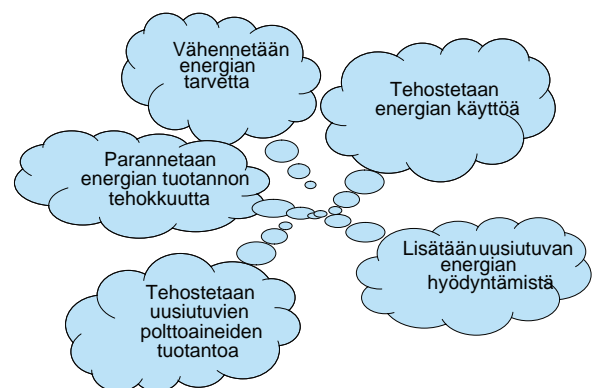 Vähennetään
energian
tarvetta
Tehostetaan
energian käyttöä
Parannetaan
energian tuotannon
tehokkuutta
Lisätään uusiutuvan
energian
hyödyntämistä
Tehostetaan
uusiutuvien
polttoaineiden
tuotantoa